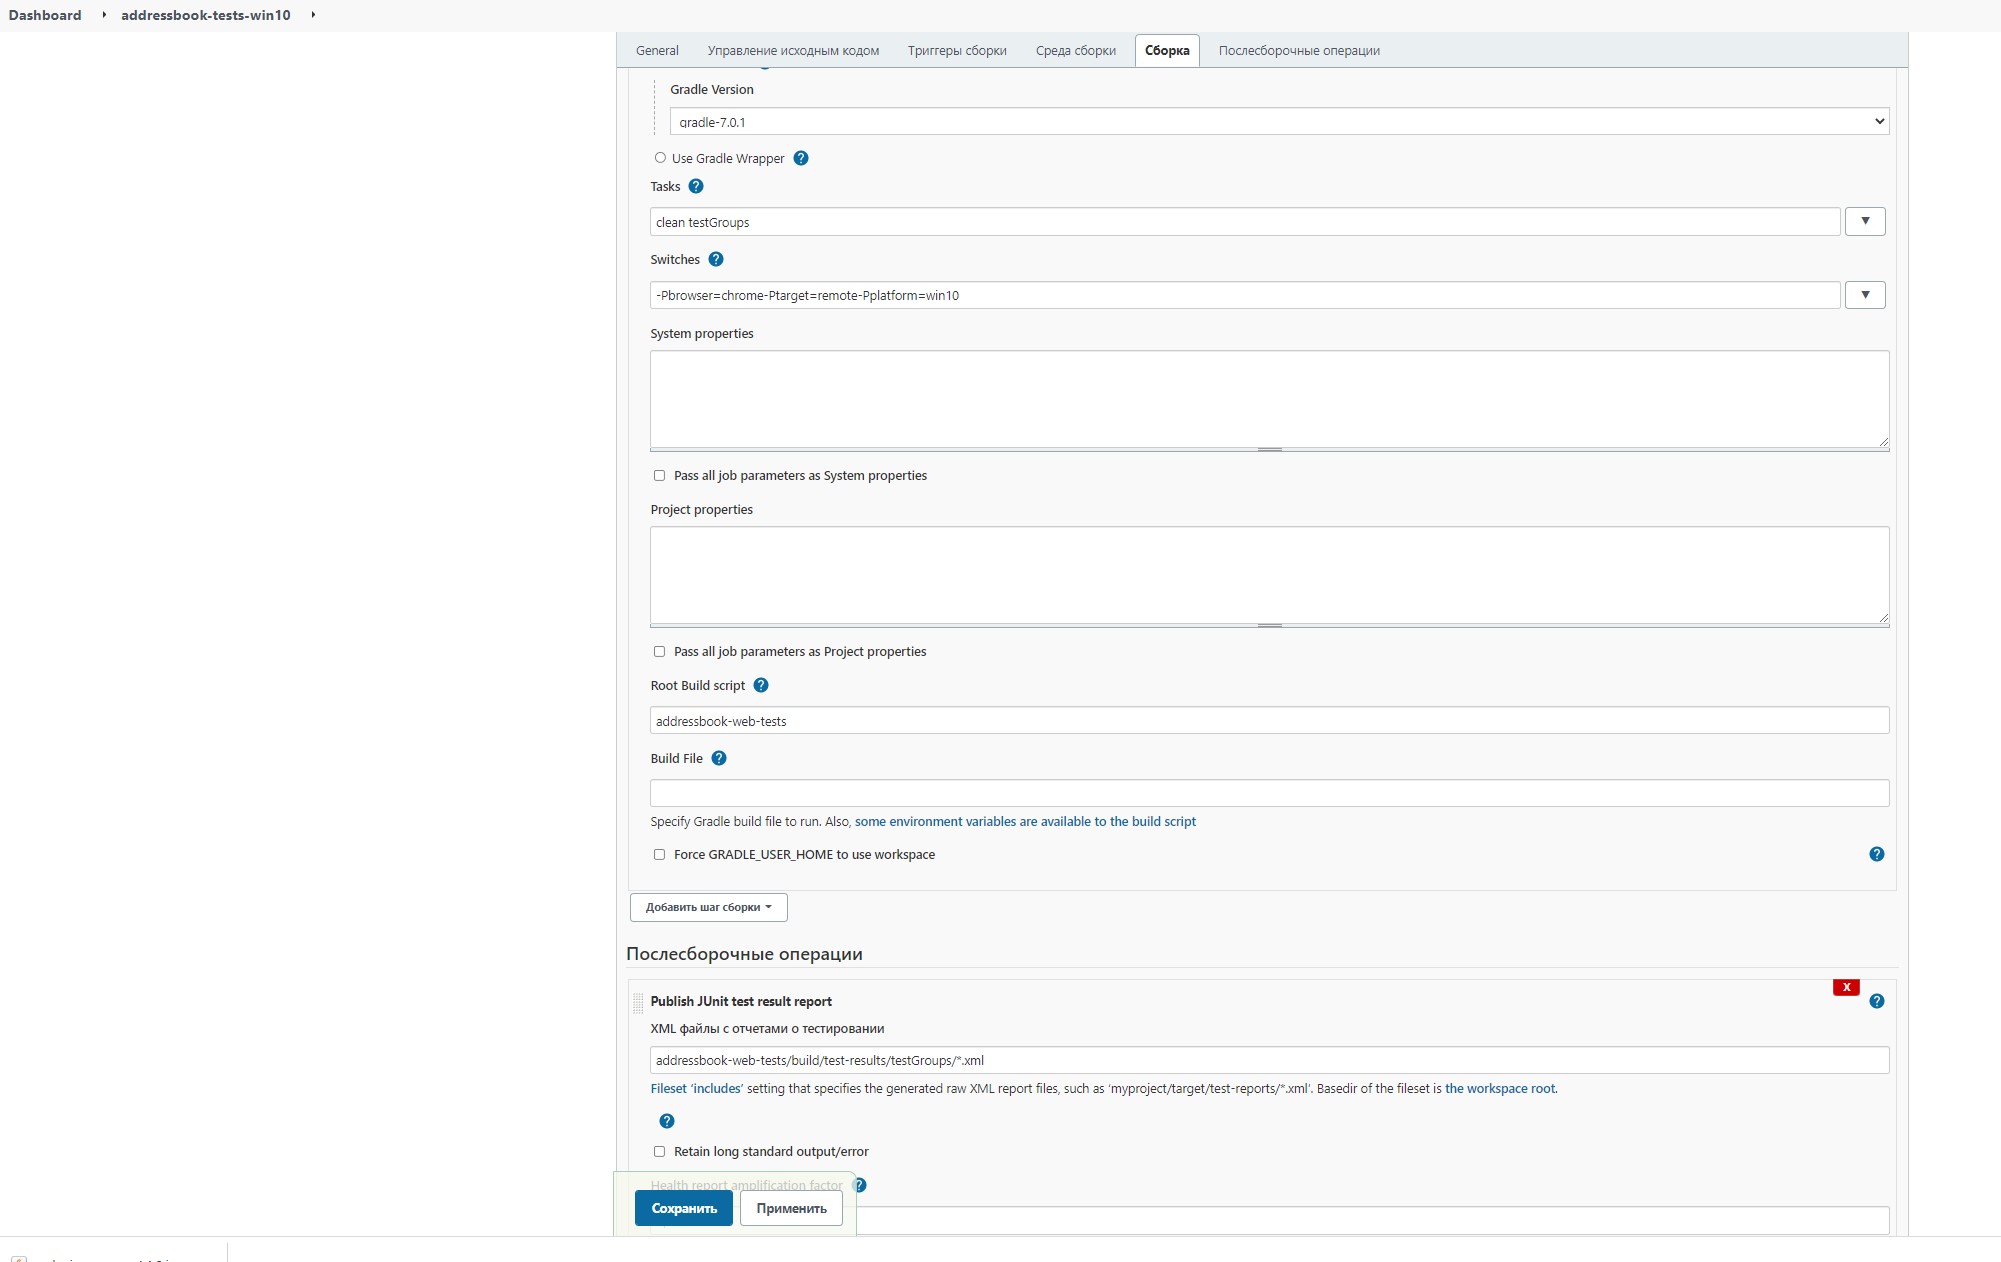 Dashboard addressbook-tests-win10
General Управление исходным кодом Триггеры сборки Среда сборки Сборка Послесборочные операции
Gradle Version
gradle-7.0.1
Use Gradle Wrapper ?
Tasks ?
clean testGroups
▼
Switches ?
-Pbrowser=chrome-Ptarget=remote-Pplatform=win10
▼
System properties
Pass all job parameters as System properties
Project properties
Pass all job parameters as Project properties
Root Build script ?
addressbook-web-tests
Build File ?
Specify Gradle build file to run. Also, some environment variables are available to the build script
Force GRADLE_USER_HOME to use workspace ?
Добавить шаг сборки
Послесборочные операции
X
Publish JUnit test result report ?
XML файлы с отчетами о тестировании
addressbook-web-tests/build/test-results/testGroups/*.xml
Fileset 'includes' setting that specifies the generated raw XML report files, such as 'myproject/target/test-reports/*.xml'. Basedir of the fileset is the workspace root.
?
Retain long standard output/error
Health report amplification factor ?
Сохранить Применить